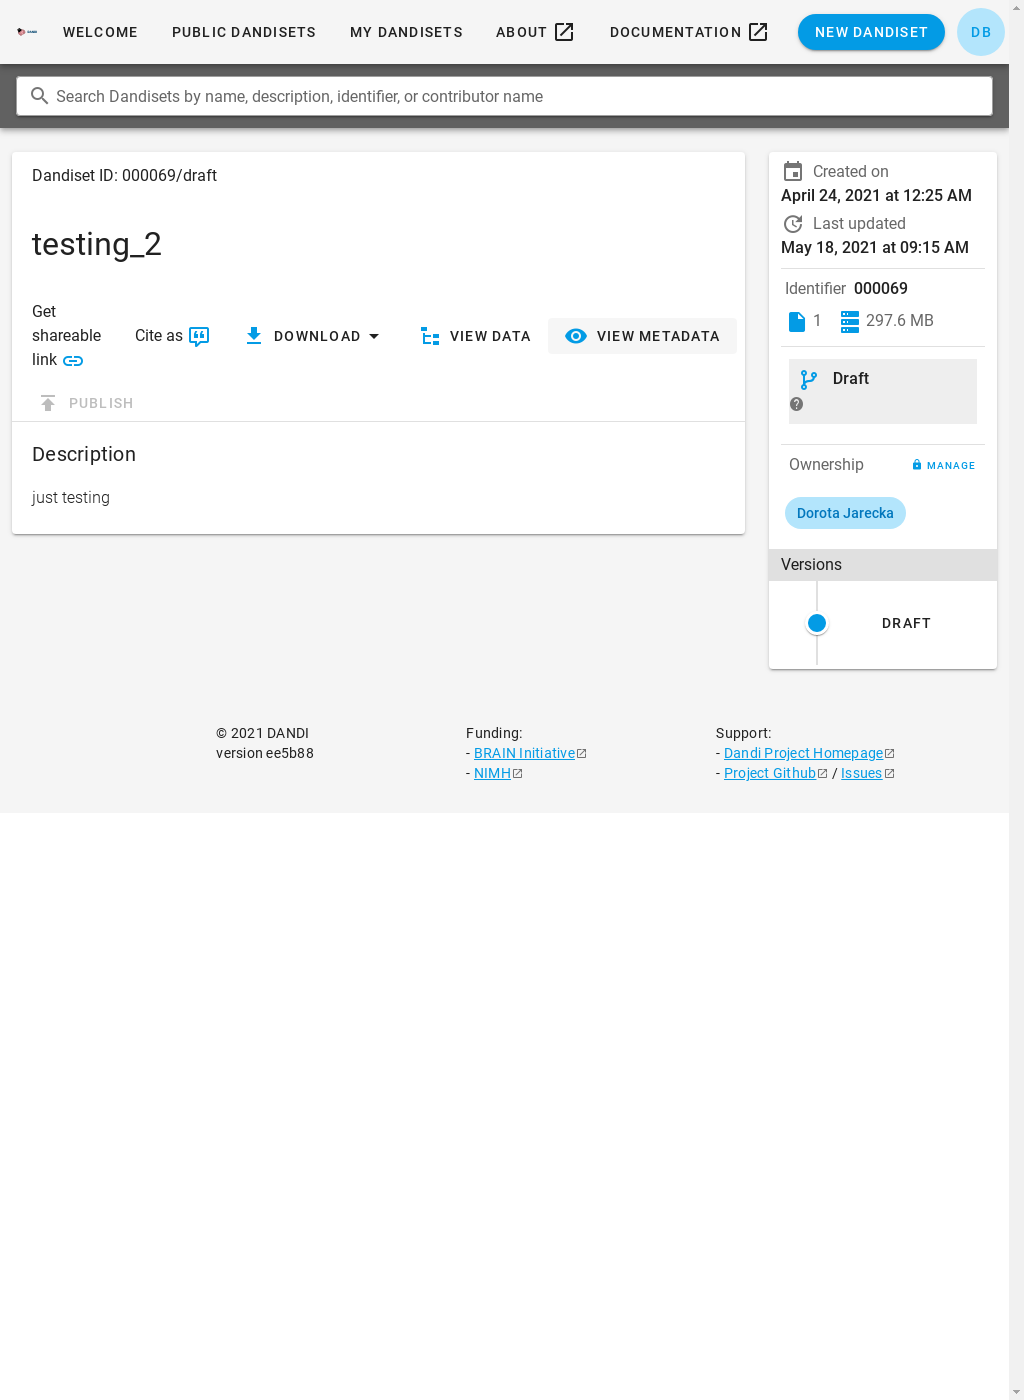 WELCOME PUBLIC DANDISETS MY DANDISETS ABOUT DOCUMENTATION NEW DANDISET DB
Search Dandisets by name, description, identifier, or contributor name
Dandiset ID: 000069/draft
testing_2
Get
shareable
link
Cite as
DOWNLOAD
VIEW DATA
VIEW METADATA
PUBLISH
Description
just testing
Created on
April 24, 2021 at 12:25 AM
Last updated
May 18, 2021 at 09:15 AM
Identifier 000069
1 297.6 MB
Draft
Ownership MANAGE
Dorota Jarecka
Versions
DRAFT
© 2021 DANDI
version ee5b88
Funding:
- BRAIN Initiative
- NIMH
Support:
- Dandi Project Homepage
- Project Github / Issues